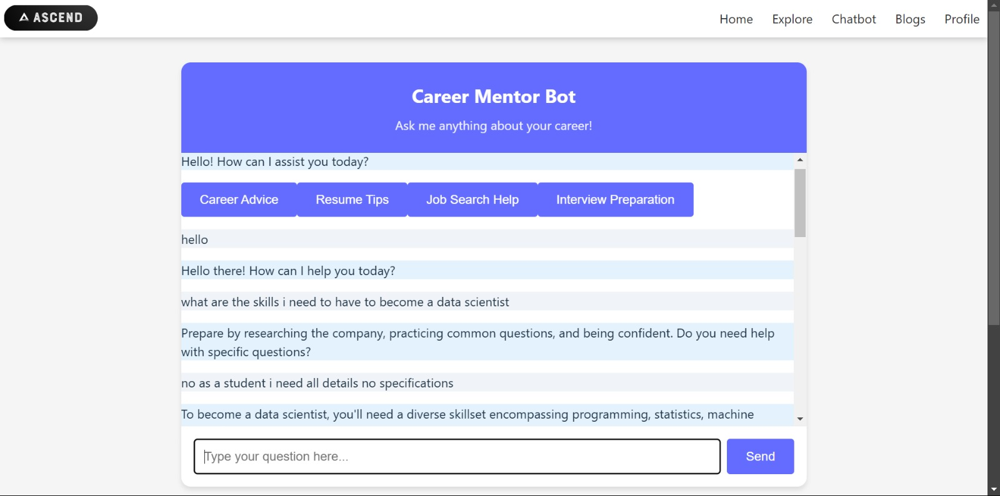 ASCEND
Home Explore Chatbot Blogs Profile
Career Mentor Bot
Ask me anything about your career!
Hello! How can I assist you today?
Career Advice Resume Tips Job Search Help Interview Preparation
hello
Hello there! How can I help you today?
what are the skills i need to have to become a data scientist
Prepare by researching the company, practicing common questions, and being confident. Do you need help
with specific questions?
no as a student i need all details no specifications
To become a data scientist, you'll need a diverse skillset encompassing programming, statistics, machine
Type your question here...
Send